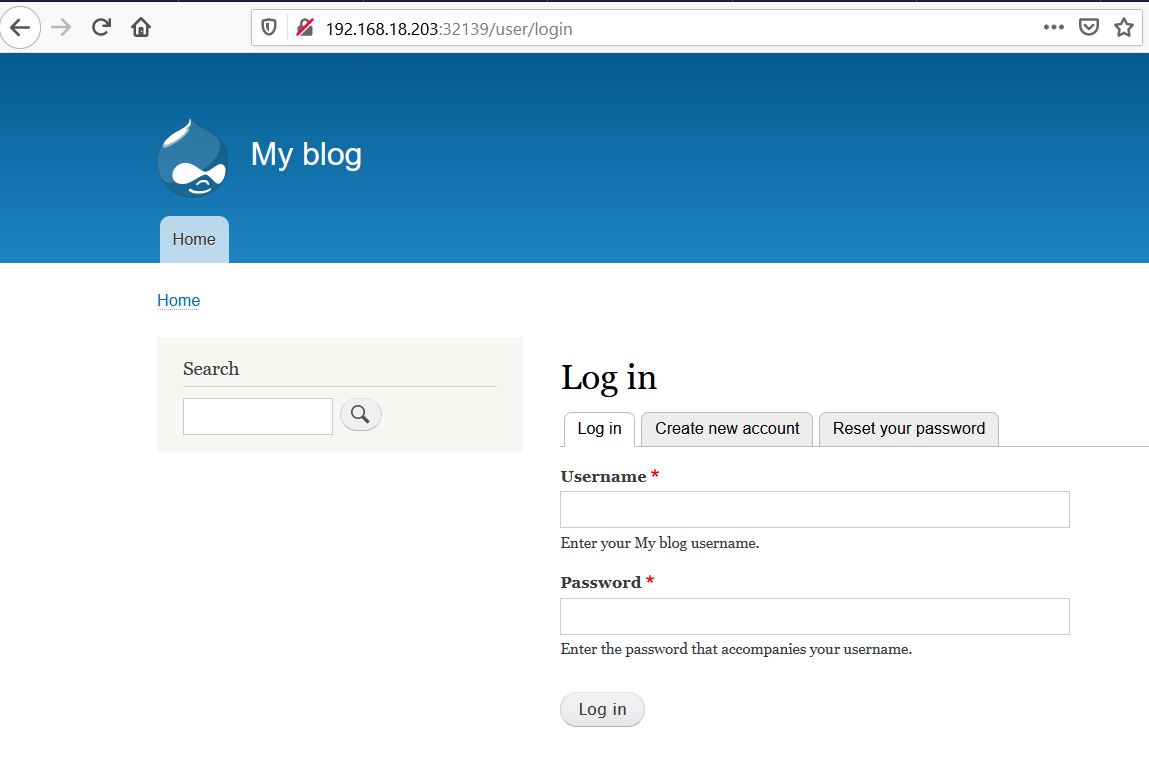 192.168.18.203:32139/user/login
My blog
Home
Home
Search
Log in
Log in Create new account Reset your password
Username *
Enter your My blog username.
Password *
Enter the password that accompanies your username.
Log in